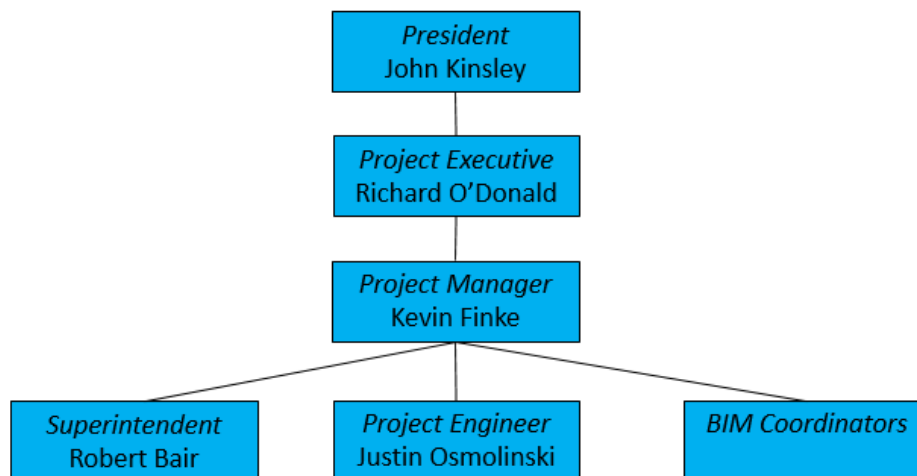 President
John Kinsley
Project Executive
Richard O’Donald
Project Manager
Kevin Finke
Superintendent
Robert Bair
Project Engineer
Justin Osmolinski
BIM Coordinators